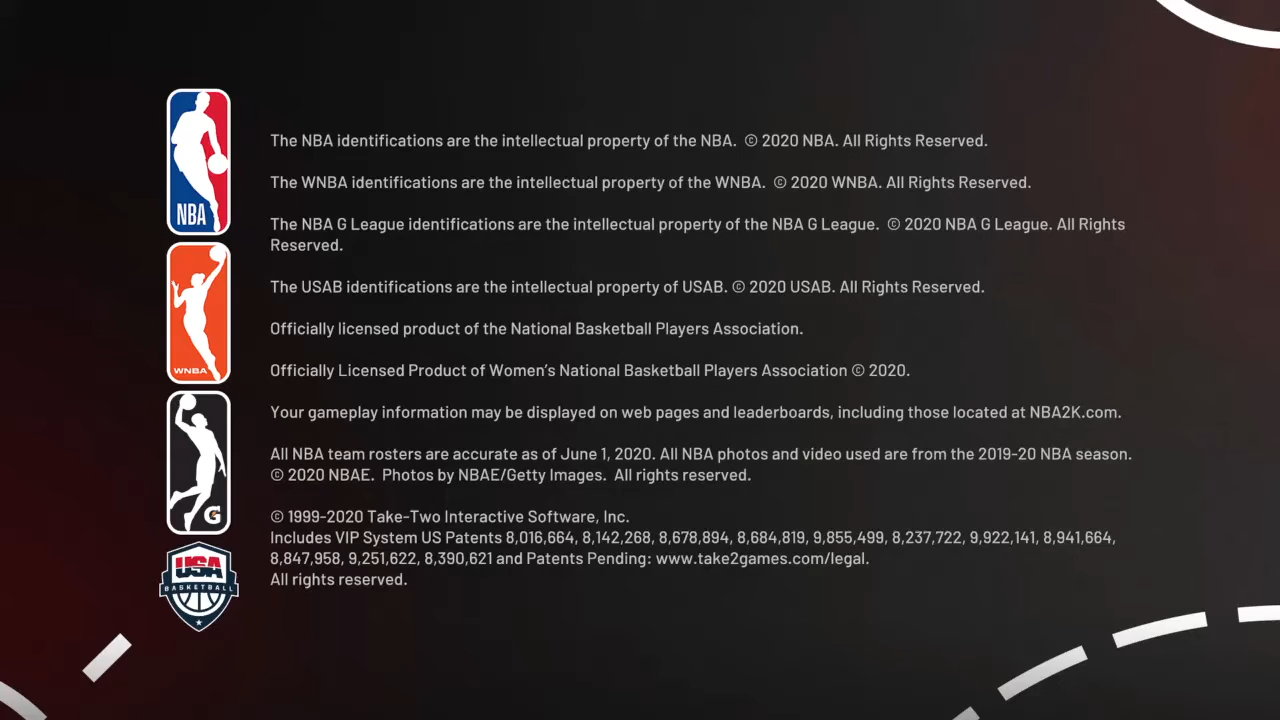 NBA
The NBA identifications are the intellectual property of the NBA. © 2020 NBA. All Rights Reserved.
The WNBA identifications are the intellectual property of the WNBA. © 2020 WNBA. All Rights Reserved.
The NBA G League identifications are the intellectual property of the NBA G League. © 2020 NBA G League. All Rights
Reserved.
WNBA
The USAB identifications are the intellectual property of USAB. © 2020 USAB. All Rights Reserved.
Officially licensed product of the National Basketball Players Association.
Officially Licensed Product of Women's National Basketball Players Association © 2020.
Your gameplay information may be displayed on web pages and leaderboards, including those located at NBA2K.com.
G
All NBA team rosters are accurate as of June 1, 2020. All NBA photos and video used are from the 2019-20 NBA season.
© 2020 NBAE. Photos by NBAE/Getty Images. All rights reserved.
© 1999-2020 Take-Two Interactive Software, Inc.
Includes VIP System US Patents 8,016,664, 8,142,268, 8,678,894, 8,684,819, 9,855,499, 8,237,722, 9,922,141, 8,941,664,
8,847,958, 9,251,622, 8,390,621 and Patents Pending: www.take2games.com/legal.
All rights reserved.
USA
BASKETBALL